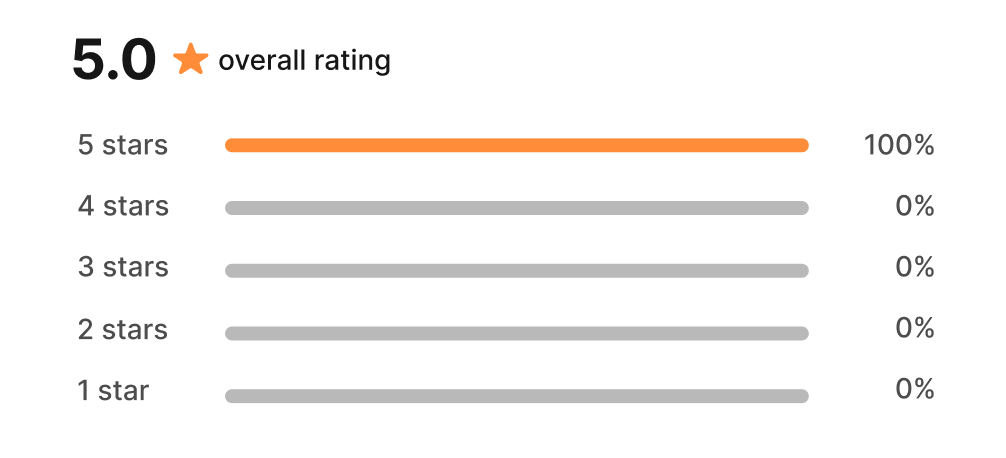 5.0 overall rating
5 stars 100%
4 stars 0%
3 stars 0%
2 stars 0%
1 star 0%